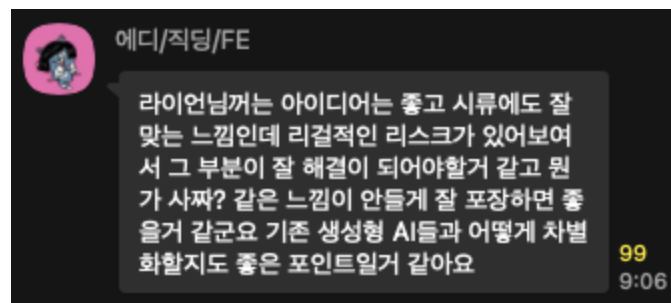 에디/직딩/FE
라이언님꺼는 아이디어는 좋고 시류에도 잘
맞는 느낌인데 리걸적인 리스크가 있어보여
서 그 부분이 잘 해결이 되어야할거 같고 뭔
가 사짜? 같은 느낌이 안들게 잘 포장하면 좋
을거 같군요 기존 생성형 AI들과 어떻게 차별
화할지도 좋은 포인트일거 같아요
99
9:06